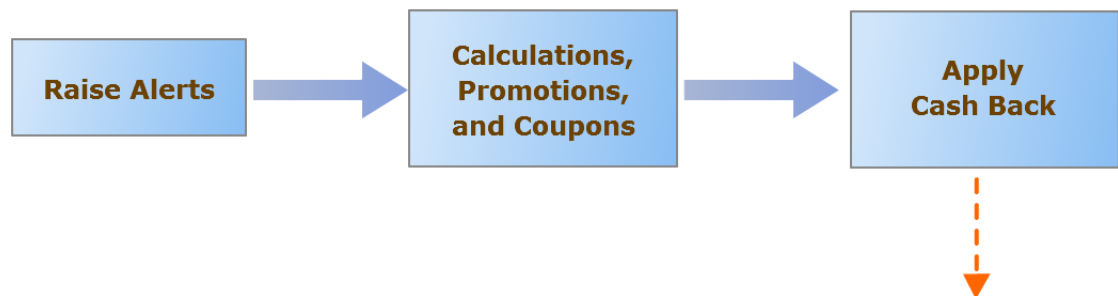 Raise Alerts
Calculations,
Promotions,
and Coupons
Apply
Cash Back